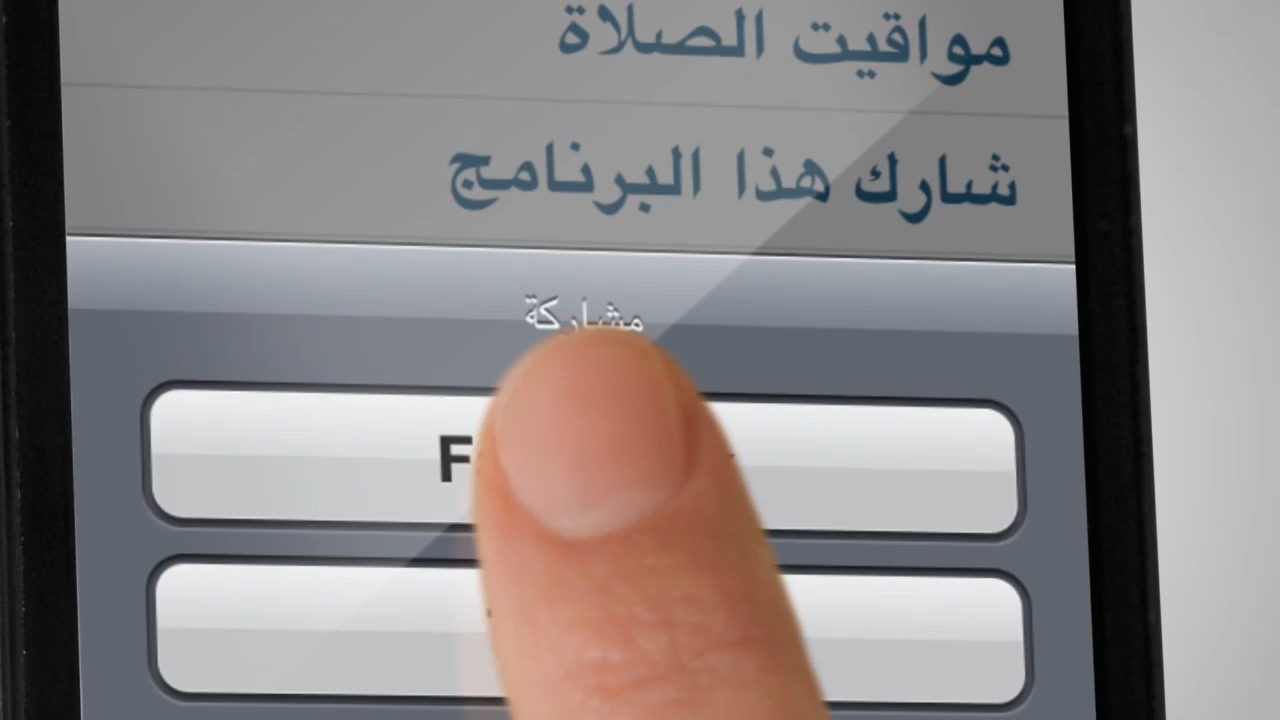 مواقيت الصلاة
شارك هذا البرنامج
مشاركة